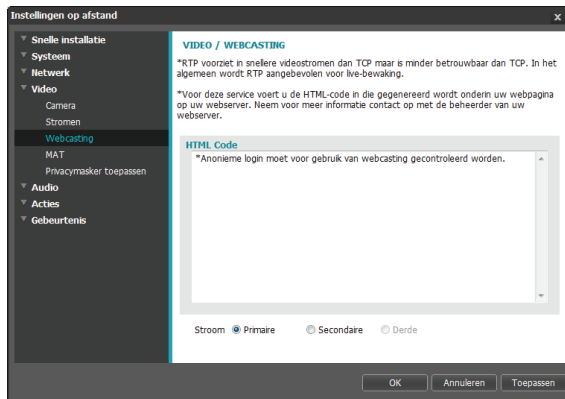 Instellingen op afstand
x
Snelle installatie
Systeem
Netwerk
Video
Camera
Stromen
Webcasting
MAT
Privacymasker toepassen
Audio
Acties
Gebeurtenis
VIDEO / WEBCASTING
*RTP voorziet in snellere videostromen dan TCP maar is minder betrouwbaar dan TCP. In het
algemeen wordt RTP aangebevolen voor live-bewaking.
*Voor deze service voert u de HTML-code in die gegenereerd wordt onderin uw webpagina
op uw webserver. Neem voor meer informatie contact op met de beheerder van uw
webserver.
HTML Code
*Anonieme login moet voor gebruik van webcasting gecontroleerd worden.
Stroom Primaire Secondaire Derde
OK Annuleren Toepassen